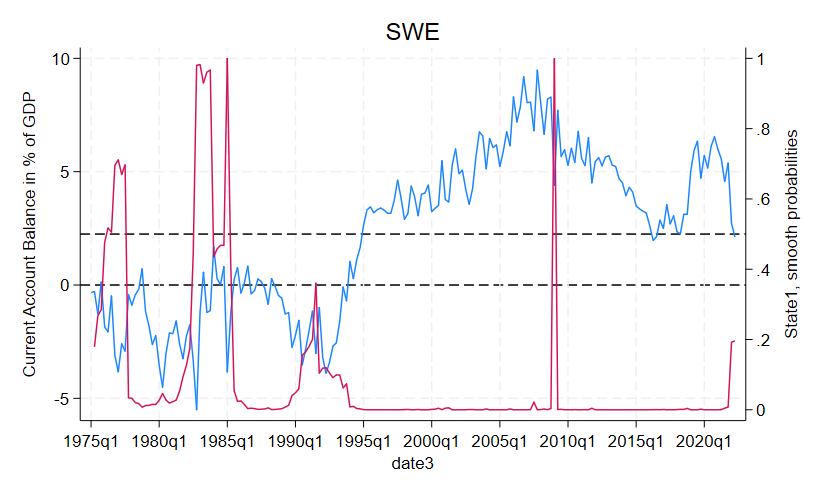 SWE
Current Account Balance in % of GDP
10
5
0
-5
1
.8
.6
.4
.2
0
State1, smooth probabilities
1975q1 1980q1 1985q1 1990q1 1995q1 2000q1 2005q1 2010q1 2015q1 2020q1
date3